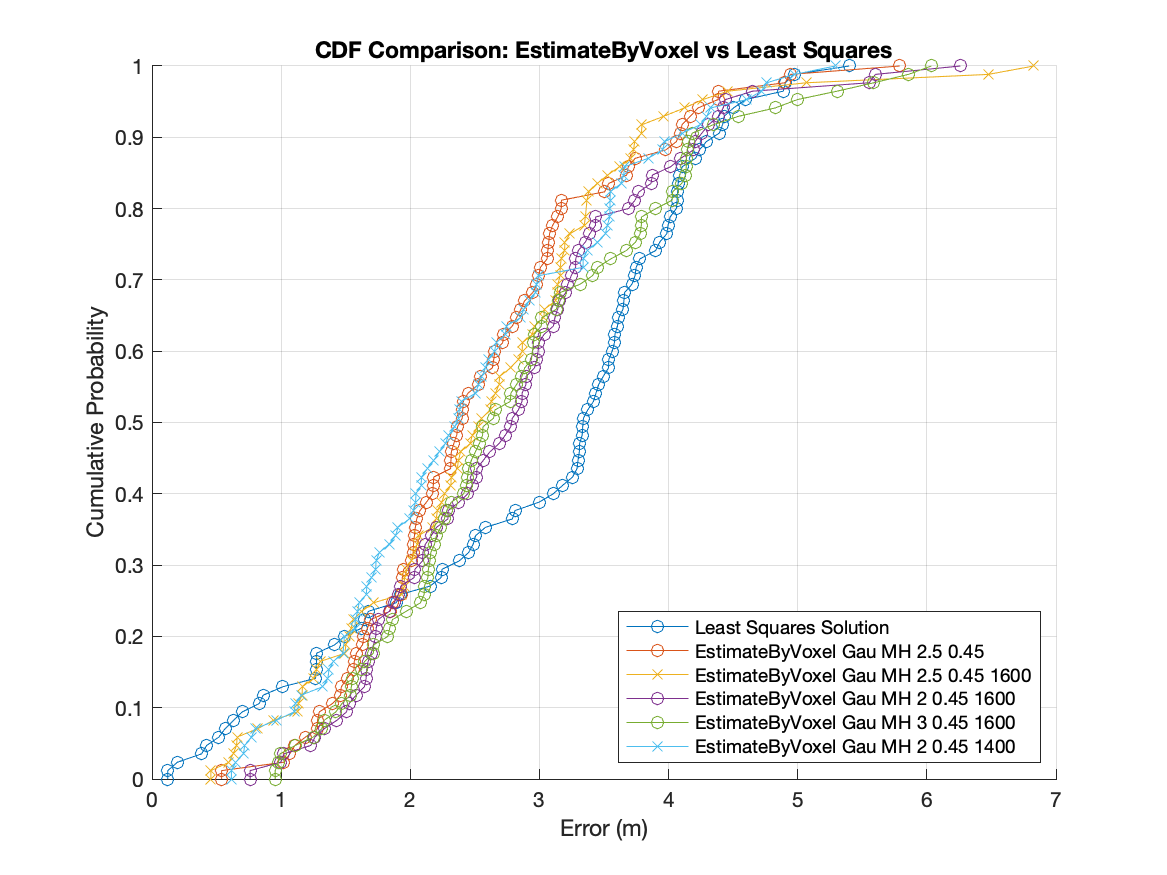 CDF Comparison: EstimateByVoxel vs Least Squares
1
0.9
0.8
0.7
0.6
0.5
0.4
0.3
0.2
0.1
0
Cumulative Probability
Least Squares Solution
EstimateByVoxel Gau MH 2.5 0.45
EstimateByVoxel Gau MH 2.5 0.45 1600
EstimateByVoxel Gau MH 2 0.45 1600
EstimateByVoxel Gau MH 3 0.45 1600
EstimateByVoxel Gau MH 2 0.45 1400
0 1 2 3 4 5 6 7
Error (m)